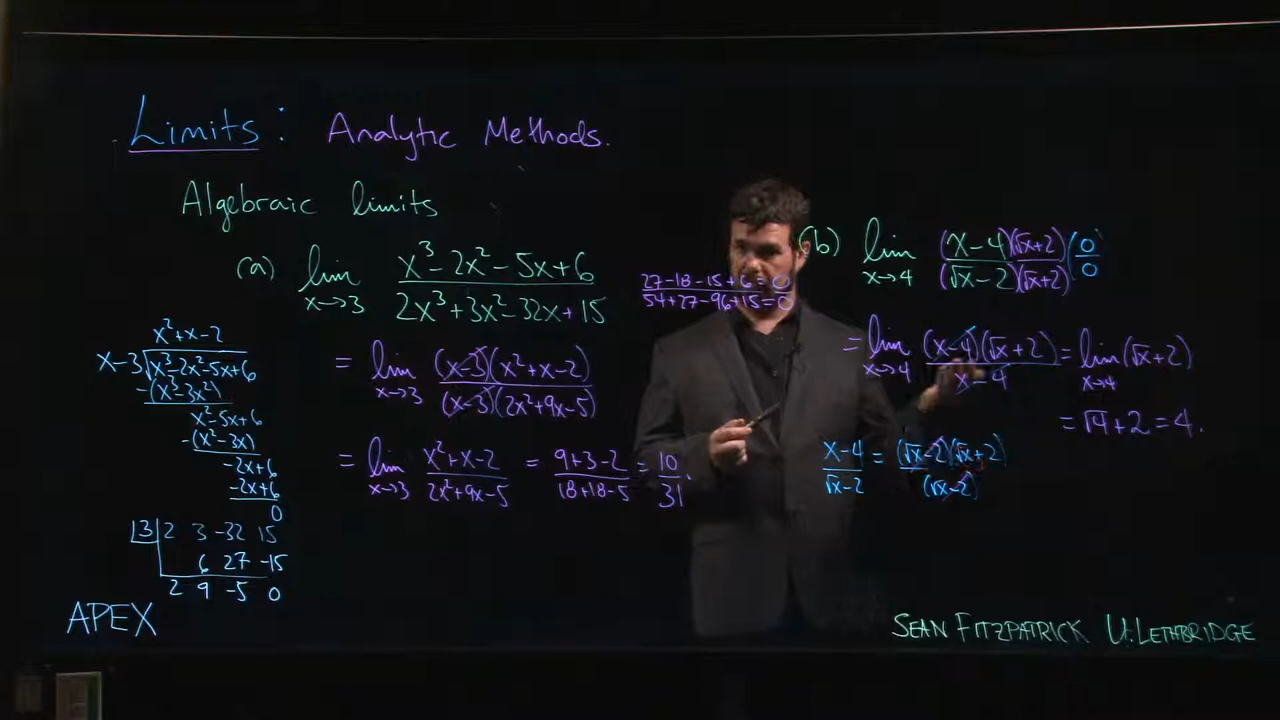 Limits: Analytic Methods.
Algebraic limits
(a) lim x→3 (x³-2x²-5x+6)/(2x³+3x²-32x+15)
(27-18-15+6=0)/(54+27-96+15=0)
= lim x→3 ((x-3)(x²+x-2))/((x-3)(2x²+9x-5))
= lim x→3 (x²+x-2)/(2x²+9x-5) = (9+3-2)/(18+18-5) = 10/31.
x²+x-2
x-3 √x³-2x²-5x+6
-(x³-3x²)
x²-5x+6
-(x²-3x)
-2x+6
-2x+6
0
3 | 2 3 -32 15
6 27 -15
2 9 -5 0
(b) lim x→4 ((x-4)(√x+2))/((√x-2)(√x+2)) (0/0)
= lim x→4 ((x-4)(√x+2))/(x-4) = lim x→4 (√x+2)
= √4+2=4.
(x-4)/(√x-2) = ((√x-2)(√x+2))/(√x-2)
APEX
SEAN FITZPATRICK U. LETHBRIDGE